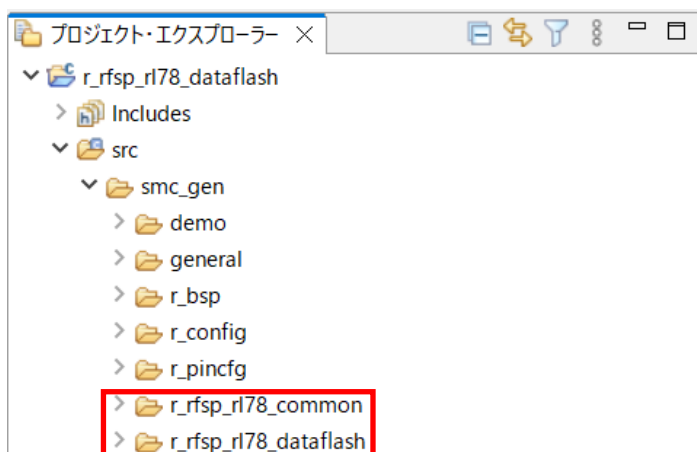 プロジェクト・エクスプローラー
r_rfsp_rl78_dataflash
Includes
src
smc_gen
demo
general
r_bsp
r_config
r_pincfg
r_rfsp_rl78_common
r_rfsp_rl78_dataflash